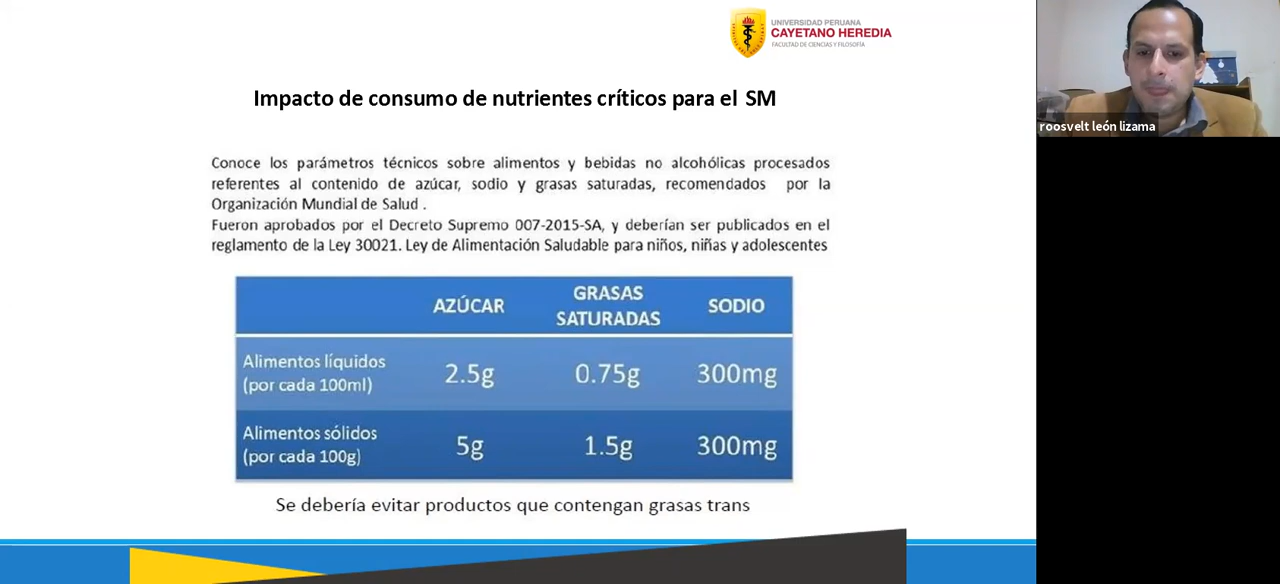 UNIVERSIDAD PERUANA
CAYETANO HEREDIA
FACULTAD DE CIENCIAS Y FILOSOFÍA
Impacto de consumo de nutrientes críticos para el SM
Conoce los parámetros técnicos sobre alimentos y bebidas no alcohólicas procesados
referentes al contenido de azúcar, sodio y grasas saturadas, recomendados por la
Organización Mundial de Salud .
Fueron aprobados por el Decreto Supremo 007-2015-SA, y deberían ser publicados en el
reglamento de la Ley 30021. Ley de Alimentación Saludable para niños, niñas y adolescentes
AZÚCAR GRASAS SATURADAS SODIO
Alimentos líquidos (por cada 100ml) 2.5g 0.75g 300mg
Alimentos sólidos (por cada 100g) 5g 1.5g 300mg
Se debería evitar productos que contengan grasas trans
roosvelt león lizama